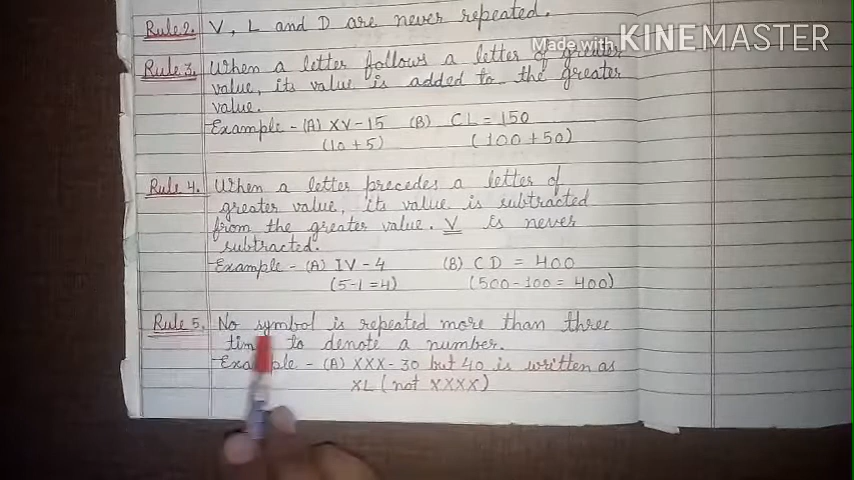 Rule 2. V, L and D are never repeated.
Made with KINEMASTER
Rule 3. When a letter follows a letter of greater
value, its value is added to the greater
value.
Example - (A) XV - 15 (B) CL = 150
(10 + 5) (100 + 50)
Rule 4. When a letter precedes a letter of
greater value, its value is subtracted
from the greater value. V is never
subtracted.
Example - (A) IV - 4 (B) CD = 400
(5-1 = 4) (500 - 100 = 400)
Rule 5. No symbol is repeated more than three
to denote a number.
Example - (A) XXX - 30 but 40 is written as
XL (not XXXX)